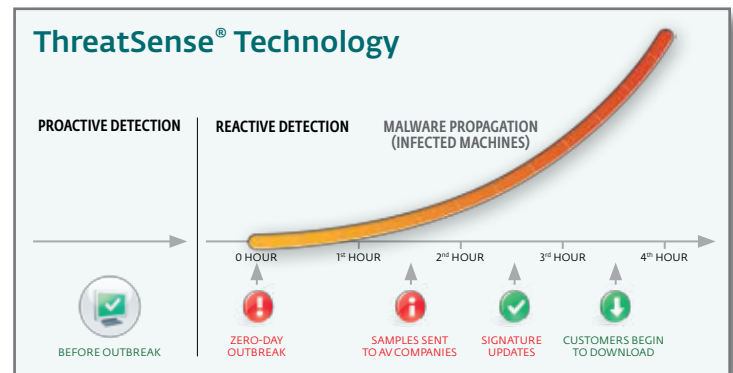 ThreatSense® Technology
PROACTIVE DETECTION
REACTIVE DETECTION
MALWARE PROPAGATION
(INFECTED MACHINES)
0 HOUR
1st HOUR
2nd HOUR
3rd HOUR
4th HOUR
BEFORE OUTBREAK
ZERO-DAY
OUTBREAK
SAMPLES SENT
TO AV COMPANIES
SIGNATURE
UPDATES
CUSTOMERS BEGIN
TO DOWNLOAD